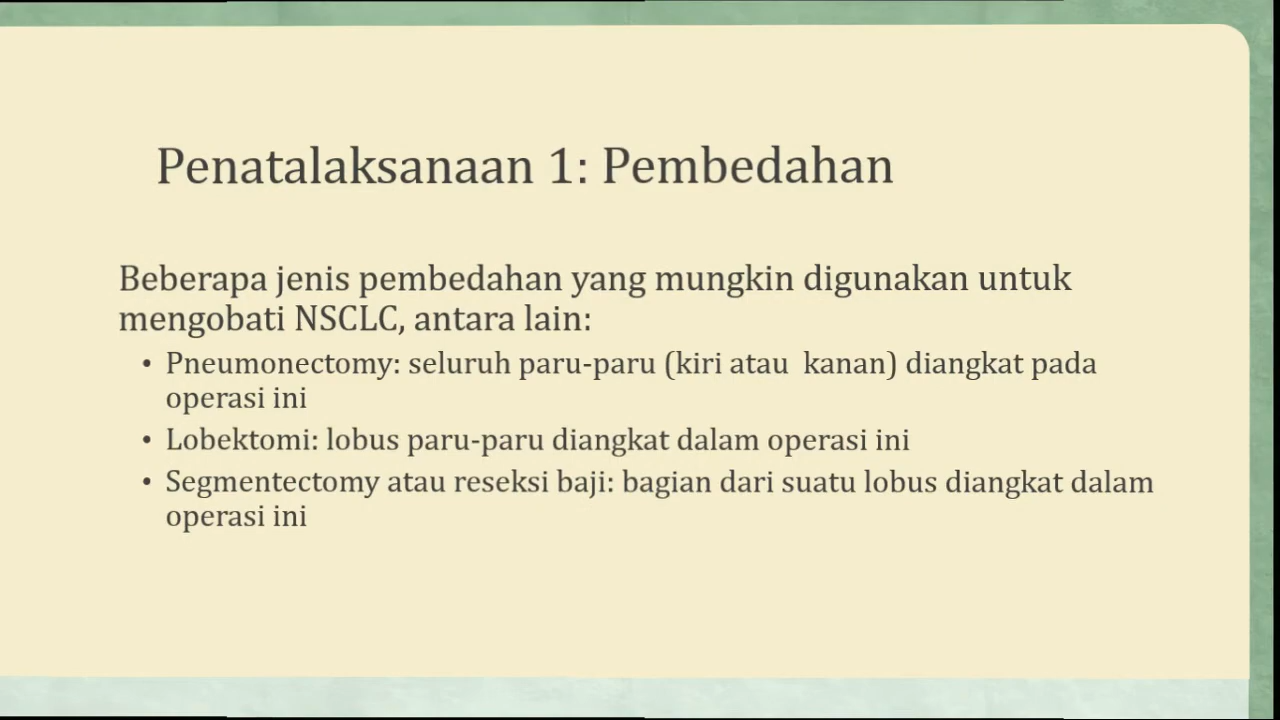 Penatalaksanaan 1: Pembedahan
Beberapa jenis pembedahan yang mungkin digunakan untuk
mengobati NSCLC, antara lain:
• Pneumonectomy: seluruh paru-paru (kiri atau  kanan) diangkat pada
operasi ini
• Lobektomi: lobus paru-paru diangkat dalam operasi ini
• Segmentectomy atau reseksi baji: bagian dari suatu lobus diangkat dalam
operasi ini